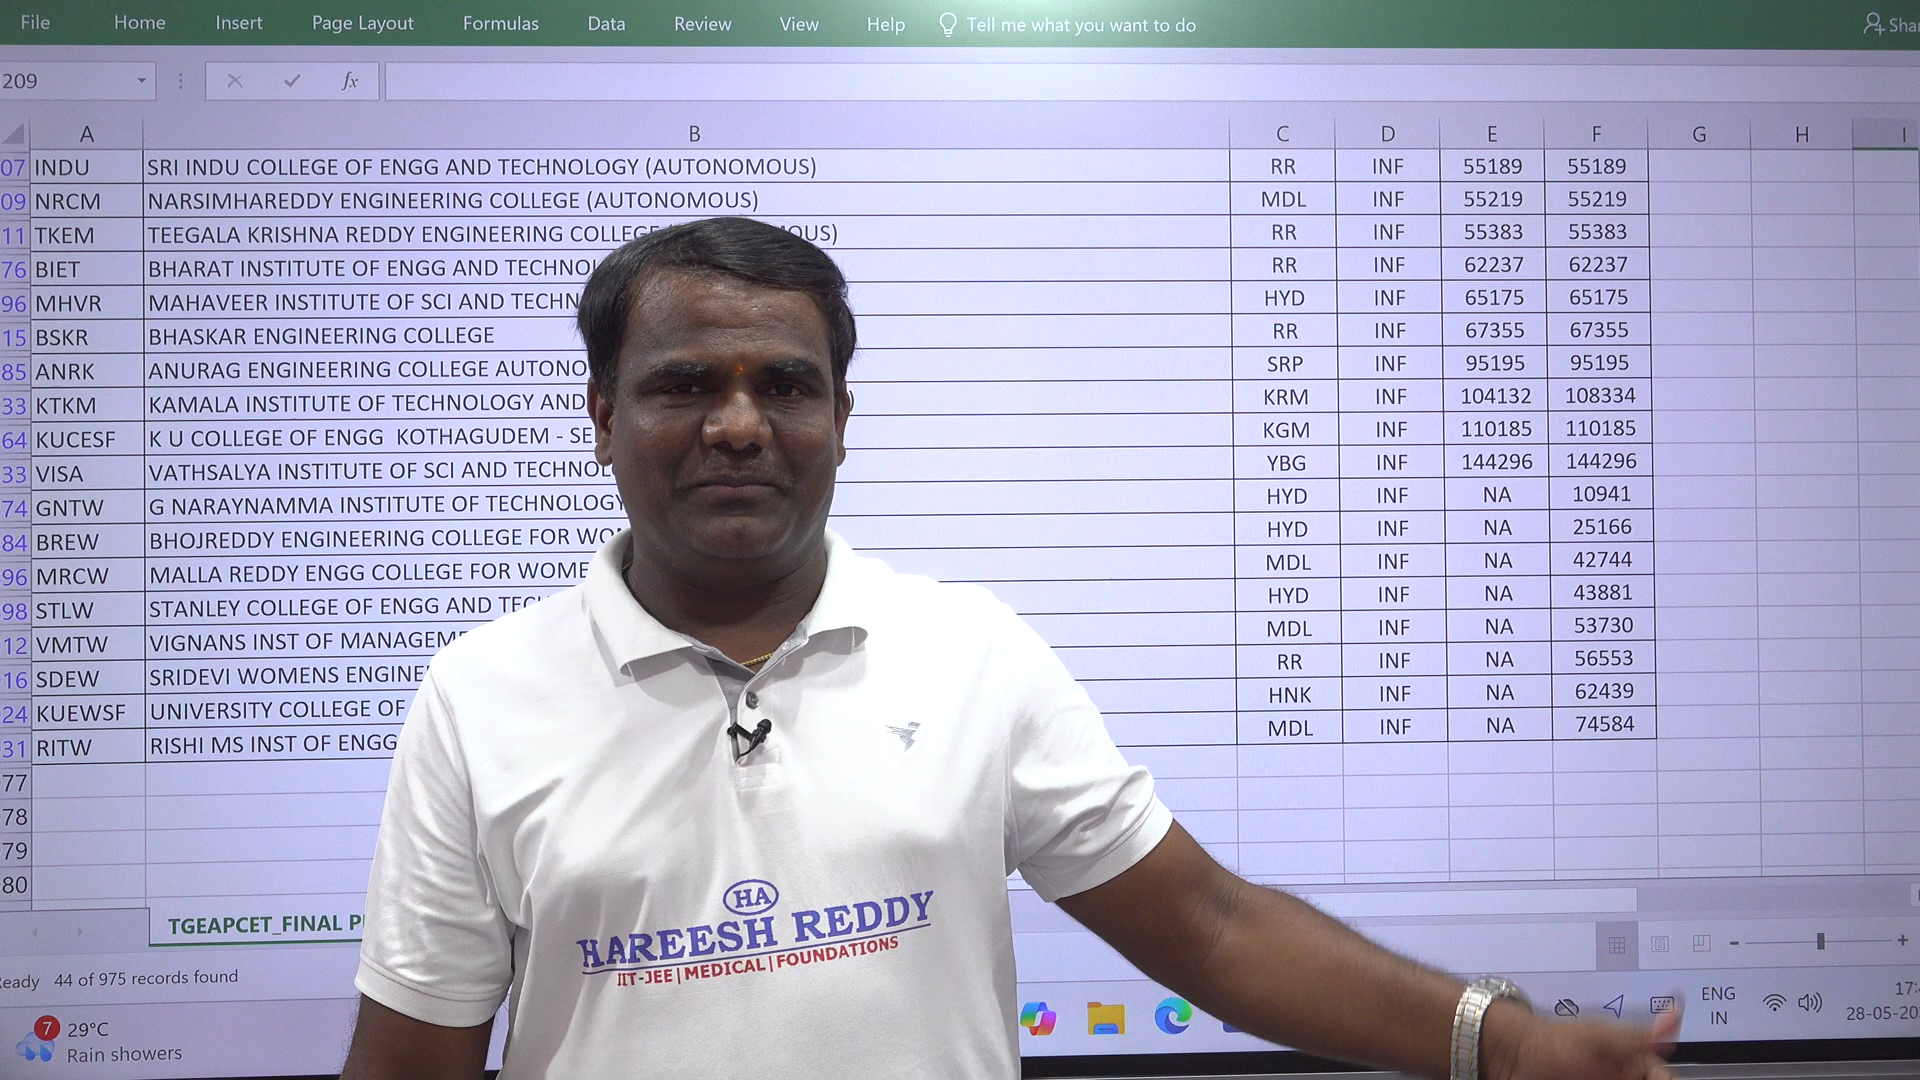 File Home Insert Page Layout Formulas Data Review View Help Tell me what you want to do
209 fx
A B C D E F G H I
07 INDU SRI INDU COLLEGE OF ENGG AND TECHNOLOGY (AUTONOMOUS) RR INF 55189 55189
09 NRCM NARSIMHAREDDY ENGINEERING COLLEGE (AUTONOMOUS) MDL INF 55219 55219
11 TKEM TEEGALA KRISHNA REDDY ENGINEERING COLLEGE RR INF 55383 55383
76 BIET BHARAT INSTITUTE OF ENGG AND RR INF 62237 62237
96 MHVR MAHAVEER INSTITUTE OF SCI AND HYD INF 65175 65175
15 BSKR BHASKAR ENGINEERING COLLEGE RR INF 67355 67355
85 ANRK ANURAG ENGINEERING COLLEGE SRP INF 95195 95195
33 KTKM KAMALA INSTITUTE OF TECHNOLOGY AND KRM INF 104132 108334
64 KUCESF K U COLLEGE OF ENGG KOTHAGUDEM - KGM INF 110185 110185
33 VISA VATHSALYA INSTITUTE OF SCI AND YBG INF 144296 144296
74 GNTW G NARAYNAMMA INSTITUTE OF TECHNOLOGY HYD INF NA 10941
84 BREW BHOJREDDY ENGINEERING COLLEGE FOR HYD INF NA 25166
96 MRCW MALLA REDDY ENGG COLLEGE FOR MDL INF NA 42744
98 STLW STANLEY COLLEGE OF ENGG AND HYD INF NA 43881
12 VMTW VIGNANS INST OF MDL INF NA 53730
16 SDEW SRIDEVI WOMENS RR INF NA 56553
24 KUEWSF UNIVERSITY COLLEGE OF HNK INF NA 62439
31 RITW RISHI MS INST OF ENGG MDL INF NA 74584
77
78
79
80
TGEAPCET_FINAL
44 of 975 records found
7 29°C
Rain showers
ENG
IN
HA
HAREESH REDDY
IIT-JEE | MEDICAL | FOUNDATIONS